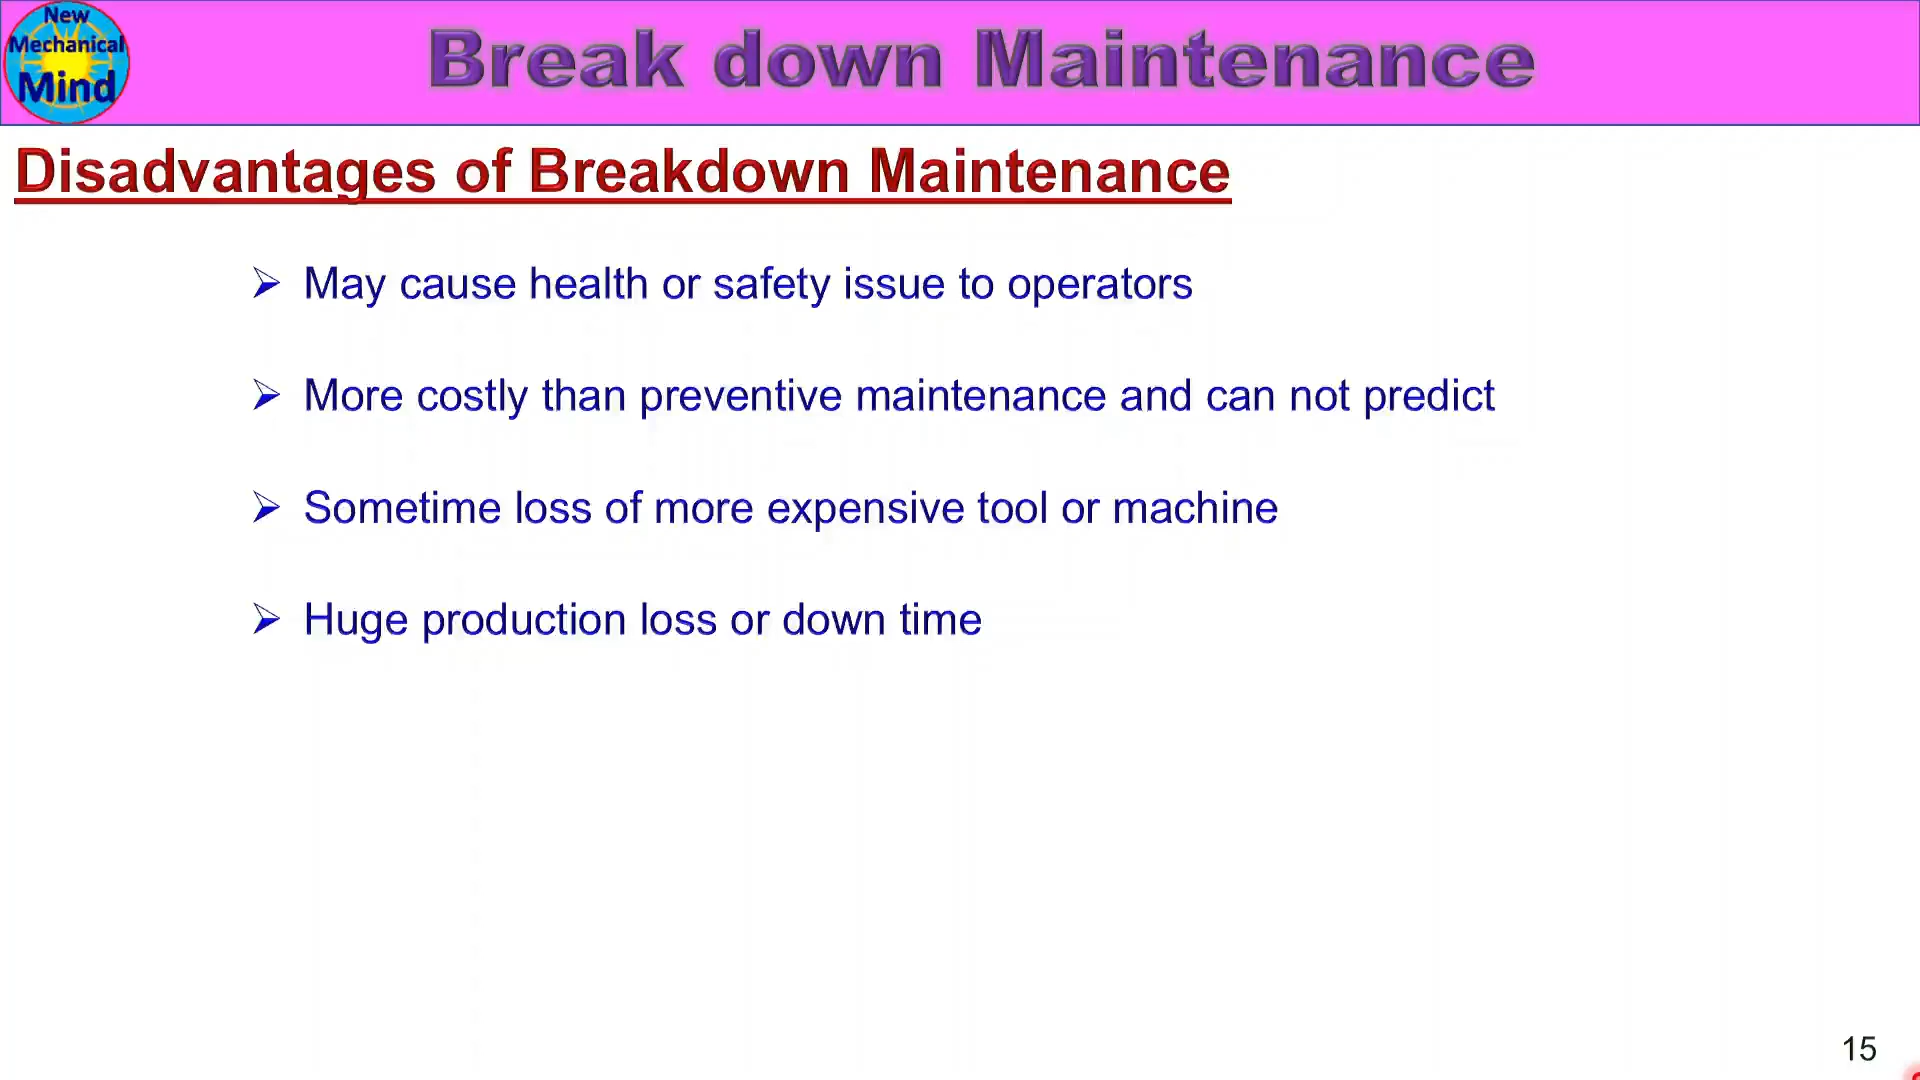 New
Mechanical
Mind
Break down Maintenance
Disadvantages of Breakdown Maintenance
➢ May cause health or safety issue to operators
➢ More costly than preventive maintenance and can not predict
➢ Sometime loss of more expensive tool or machine
➢ Huge production loss or down time
15